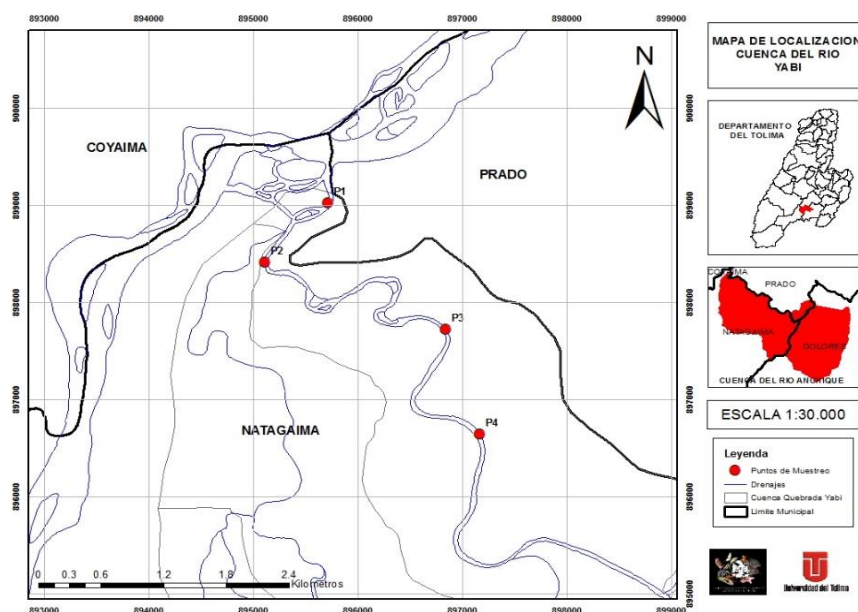 893000 894000 895000 896000 897000 898000 899000
900000
899000
898000
897000
896000
895000
N
COYAIMA
PRADO
P1
P2
P3
P4
NATAGAIMA
0 0.3 0.6 1.2 1.8 2.4
Kilómetros
893000 894000 895000 896000 897000 898000 899000
900000
899000
898000
897000
896000
895000
MAPA DE LOCALIZACION
CUENCA DEL RIO
YABI
DEPARTAMENTO
DEL TOLIMA
COYAIMA
PRADO
NATAGAIMA
DOLORES
CUENCA DEL RIO ANCHIQUE
ESCALA 1:30.000
Leyenda
Puntos de Muestreo
Drenajes
Cuenca Quebrada Yabi
Limite Municipal
Universidad del Tolima